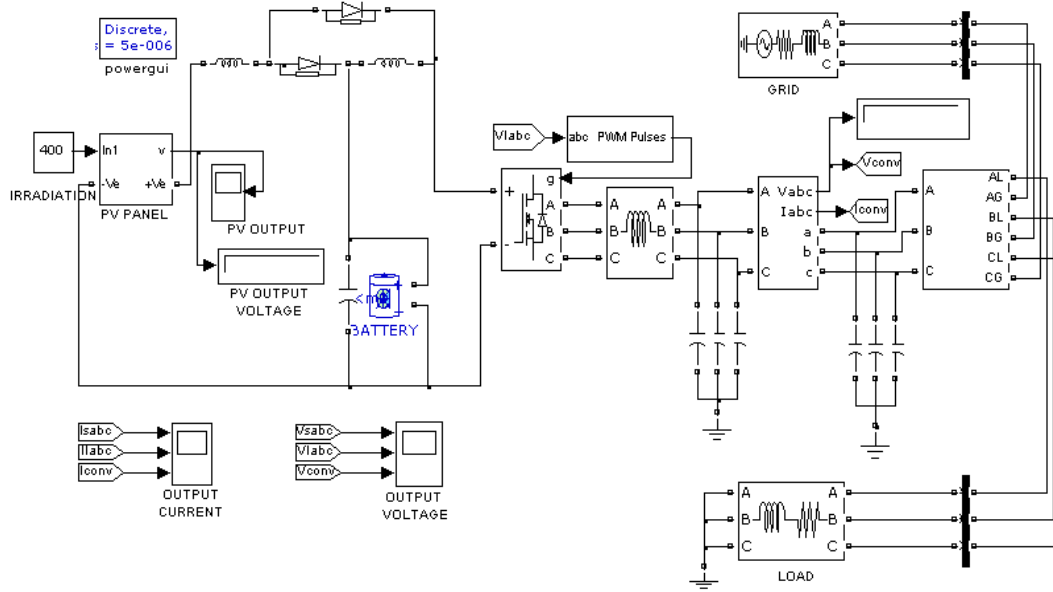 Discrete,
s = 5e-006
powergui
400
IRRADIATION
In1
v
-Ve
+Ve
PV PANEL
PV OUTPUT
PV OUTPUT
VOLTAGE
BATTERY
VIabc
abc
PWM Pulses
g
+
-
A
B
C
A
B
C
A
B
C
A
B
C
Vabc
Iabc
a
b
c
Vconv
Iconv
A
B
C
AL
AG
BL
BG
CL
CG
A
B
C
GRID
Isabc
Ilabc
Iconv
OUTPUT
CURRENT
Vsabc
VIabc
Vconv
OUTPUT
VOLTAGE
A
B
C
A
B
C
LOAD